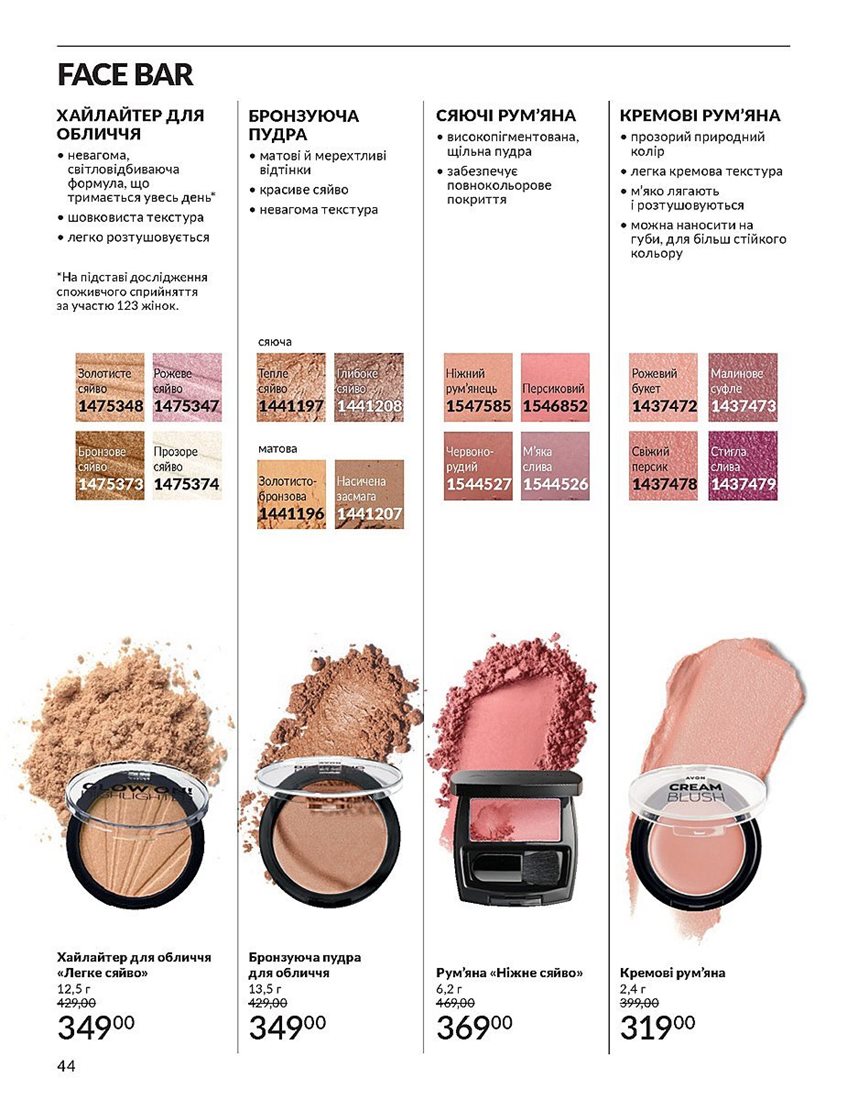 FACE BAR
ХАЙЛАЙТЕР ДЛЯ
ОБЛИЧЧЯ
• невагома,
світловідбиваюча
формула, що
тримається увесь день*
• шовковиста текстура
• легко розтушовується
*На підставі дослідження
споживчого сприйняття
за участю 123 жінок.
Золотисте
сяйво
1475348
Рожеве
сяйво
1475347
Бронзове
сяйво
1475373
Прозоре
сяйво
1475374
Хайлайтер для обличчя
«Легке сяйво»
12,5 г
429,00
34900
БРОНЗУЮЧА
ПУДРА
• матові й мерехтливі
відтінки
• красиве сяйво
• невагома текстура
сяюча
Тепле
сяйво
1441197
Глибоке
сяйво
1441208
матова
Золотисто-
бронзова
1441196
Насичена
засмага
1441207
Бронзуюча пудра
для обличчя
13,5 г
429,00
34900
СЯЮЧІ РУМ’ЯНА
• високопігментована,
щільна пудра
• забезпечує
повнокольорове
покриття
Ніжний
рум’янець
1547585
Персиковий
1546852
Червоно-
рудий
1544527
М’яка
слива
1544526
Рум’яна «Ніжне сяйво»
6,2 г
469,00
36900
КРЕМОВІ РУМ’ЯНА
• прозорий природний
колір
• легка кремова текстура
• м’яко лягають
і розтушовуються
• можна наносити на
губи, для більш стійкого
кольору
Рожевий
букет
1437472
Малинове
суфле
1437473
Свіжий
персик
1437478
Стигла
слива
1437479
AVON
CREAM
BLUSH
Кремові рум’яна
2,4 г
399,00
31900
GLOW ON!
44